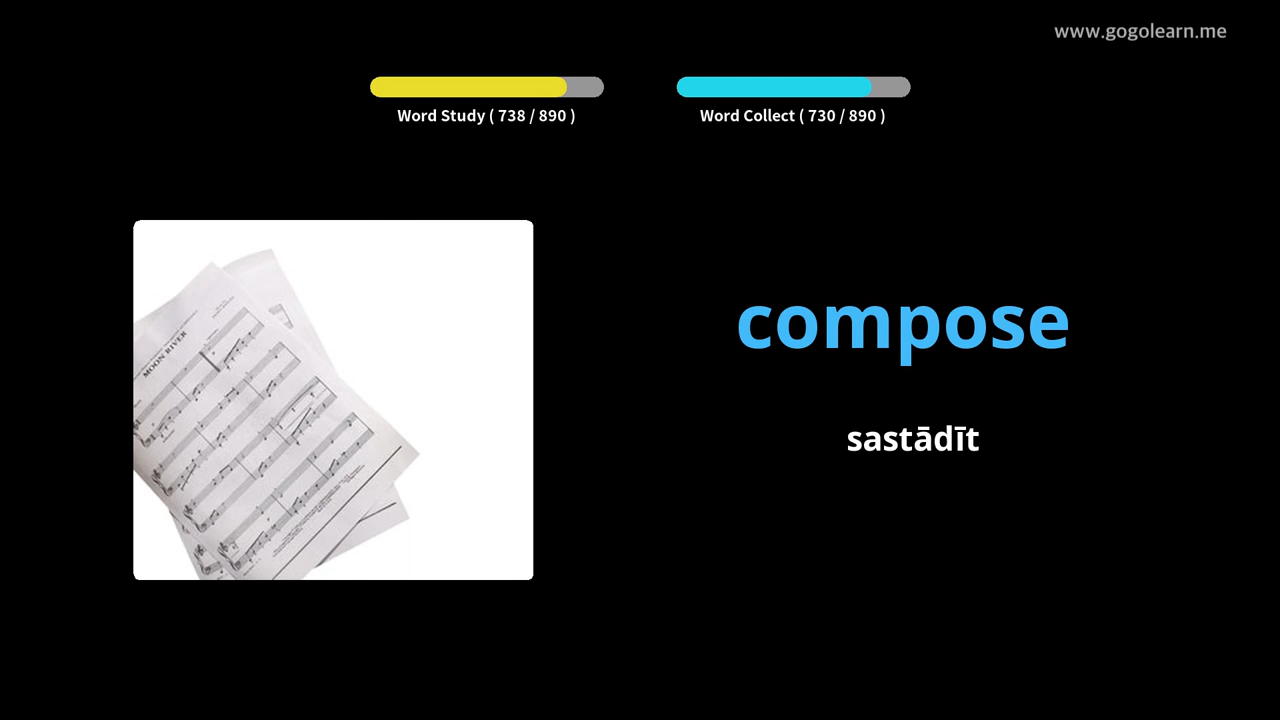 www.gogolearn.me
Word Study ( 738 / 890 )
Word Collect ( 730 / 890 )
MOON RIVER
compose
sastādīt